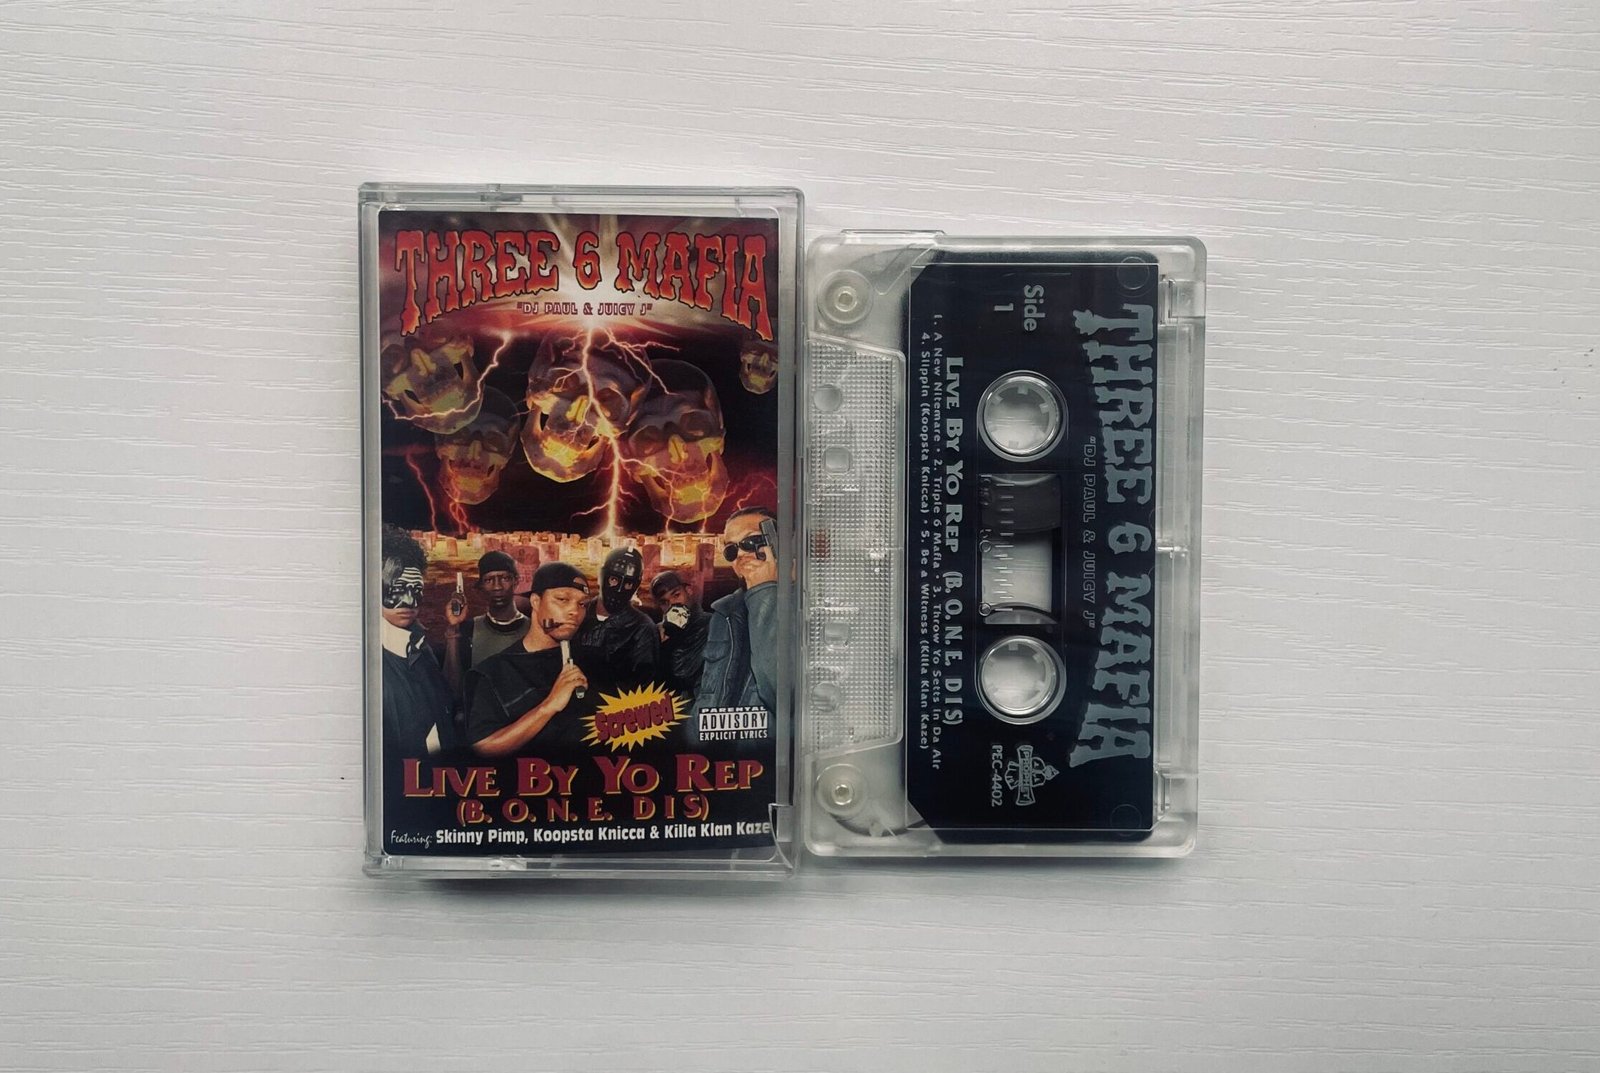 THREE 6 MAFIA
"DJ PAUL & JUICY J"
Screwed
PARENTAL
ADVISORY
EXPLICIT LYRICS
LIVE BY YO REP
(B. O. N. E. DIS)
Featuring: Skinny Pimp, Koopsta Knicca & Killa Klan Kaze
THREE 6 MAFIA
"DJ PAUL & JUICY J"
Side
1
PROPHET
PEC-4402
LIVE BY YO REP (B. O. N. E. DIS)
1. A New Nitemare • 2. Triple 6 Mafia • 3. Throw Yo Setts In Da Air
4. Slippin (Koopsta Knicca) • 5. Be a Witness (Killa Klan Kaze)